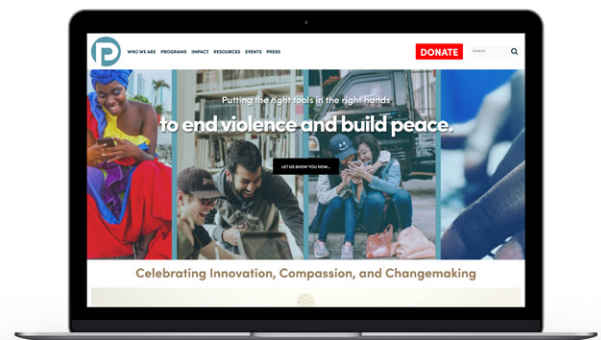 P
WHO WE ARE PROGRAMS IMPACT RESOURCES EVENTS PRESS
DONATE
Putting the right tools in the right hands
to end violence and build peace.
LET US SHOW YOU HOW...
Celebrating Innovation, Compassion, and Changemaking